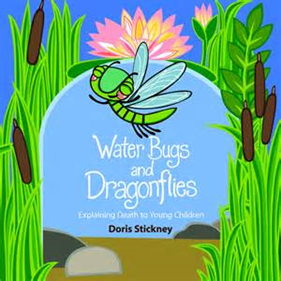 Water Bugs
and
Dragonflies
Explaining Death to Young Children
Doris Stickney